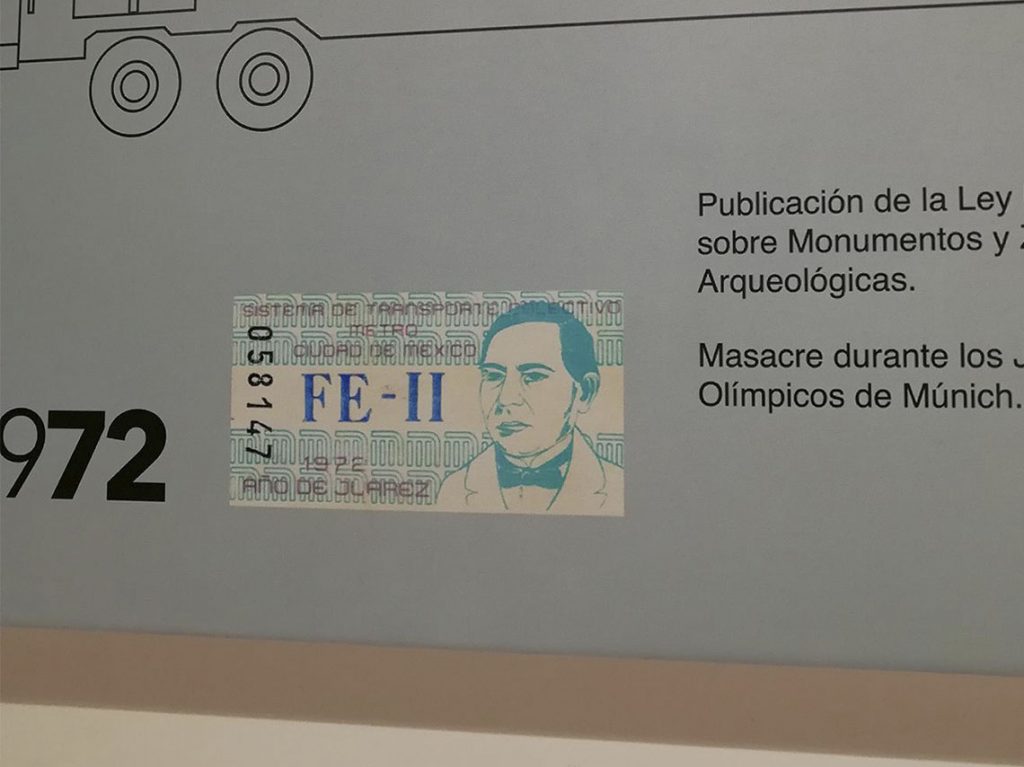 972
SISTEMA DE TRANSPORTE COLECTIVO
METRO
CIUDAD DE MEXICO
058147
FE-II
1972
AÑO DE JUAREZ
Publicación de la Ley
sobre Monumentos y
Arqueológicas.
Masacre durante los
Olímpicos de Múnich.